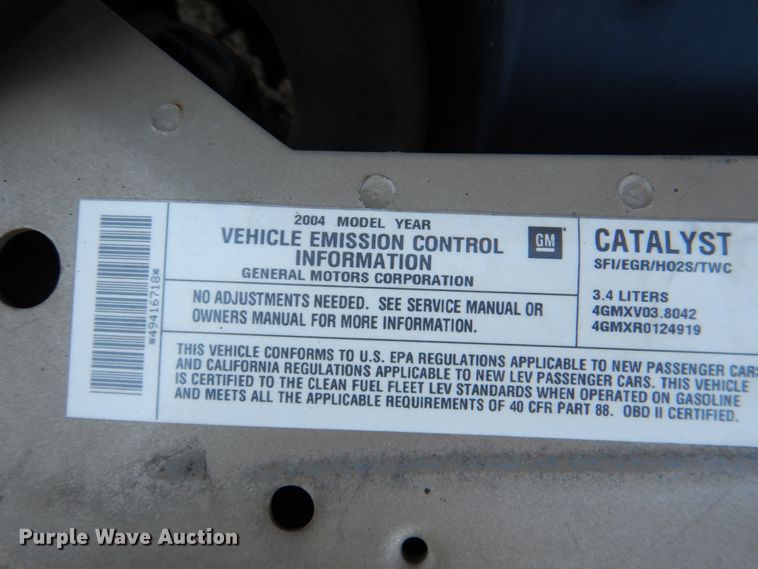 *49416718*
2004 MODEL YEAR
VEHICLE EMISSION CONTROL
INFORMATION
GENERAL MOTORS CORPORATION
GM
NO ADJUSTMENTS NEEDED. SEE SERVICE MANUAL OR
OWNERS MANUAL FOR MORE INFORMATION.
CATALYST
SFI/EGR/HO2S/TWC
3.4 LITERS
4GMXV03.8042
4GMXR0124919
THIS VEHICLE CONFORMS TO U.S. EPA REGULATIONS APPLICABLE TO NEW PASSENGER CARS
AND CALIFORNIA REGULATIONS APPLICABLE TO NEW LEV PASSENGER CARS. THIS VEHICLE
IS CERTIFIED TO THE CLEAN FUEL FLEET LEV STANDARDS WHEN OPERATED ON GASOLINE
AND MEETS ALL THE APPLICABLE REQUIREMENTS OF 40 CFR PART 88. OBD II CERTIFIED.
Purple Wave Auction